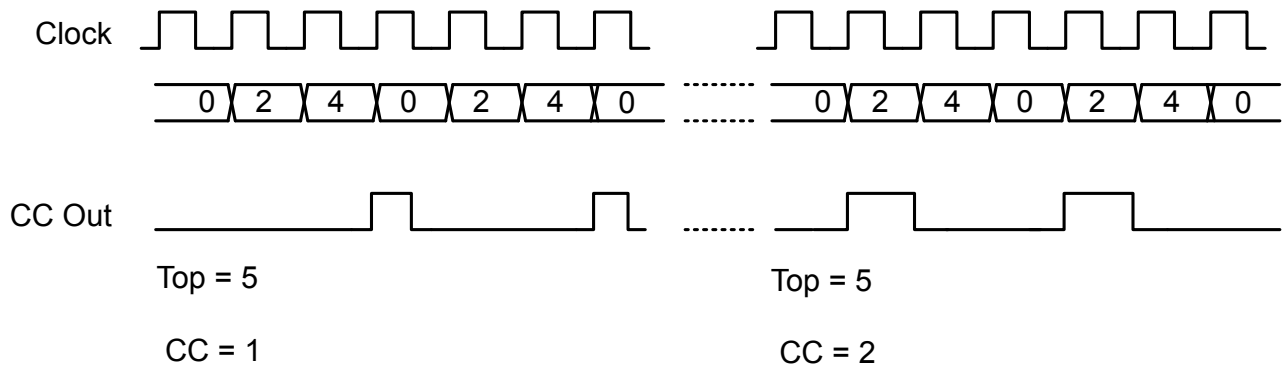 Clock
0 2 4 0 2 4 0 0 2 4 0 2 4 0
CC Out
Top = 5 Top = 5
CC = 1 CC = 2